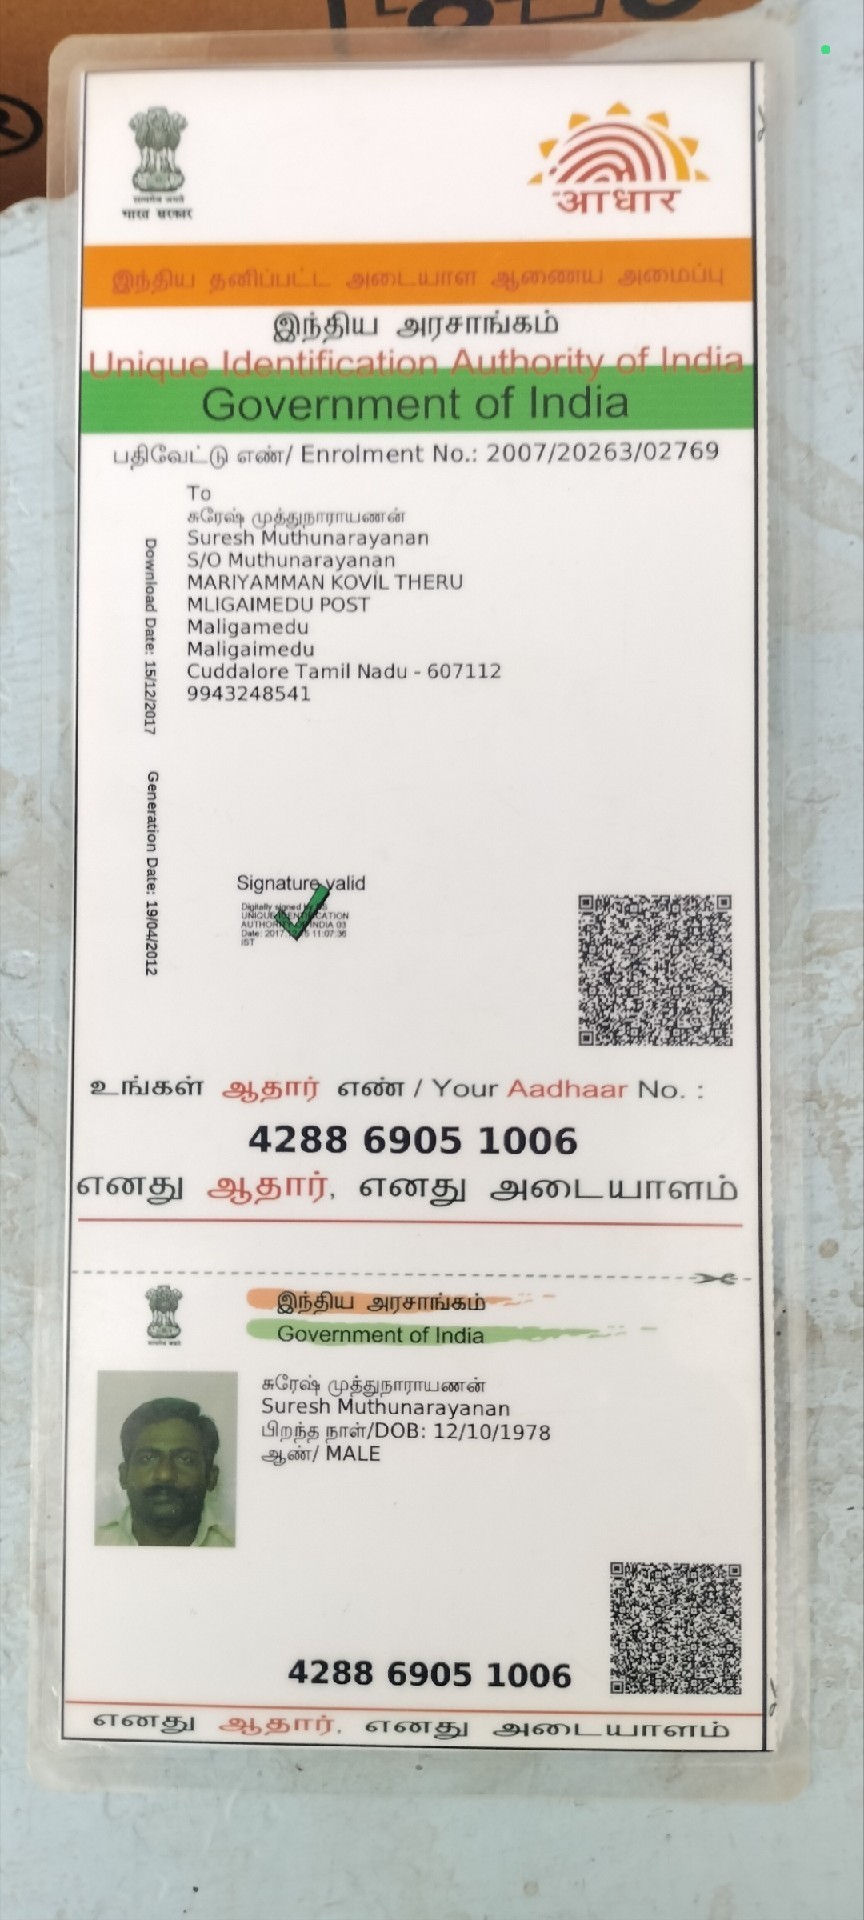 भारत सरकार
आधार
இந்திய தனிப்பட்ட அடையாள ஆணைய அமைப்பு
இந்திய அரசாங்கம்
Unique Identification Authority of India
Government of India
பதிவேட்டு எண்/ Enrolment No.: 2007/20263/02769
To
சுரேஷ் முத்துநாராயணன்
Suresh Muthunarayanan
S/O Muthunarayanan
MARIYAMMAN KOVIL THERU
MLIGAIMEDU POST
Maligamedu
Maligaimedu
Cuddalore Tamil Nadu - 607112
9943248541
Download Date: 15/12/2017
Generation Date: 19/04/2012
Signature valid
Digitally signed by
IST
உங்கள் ஆதார் எண் / Your Aadhaar No. :
4288 6905 1006
எனது ஆதார், எனது அடையாளம்
இந்திய அரசாங்கம்
Government of India
சுரேஷ் முத்துநாராயணன்
Suresh Muthunarayanan
பிறந்த நாள்/DOB: 12/10/1978
ஆண்/ MALE
4288 6905 1006
எனது ஆதார், எனது அடையாளம்